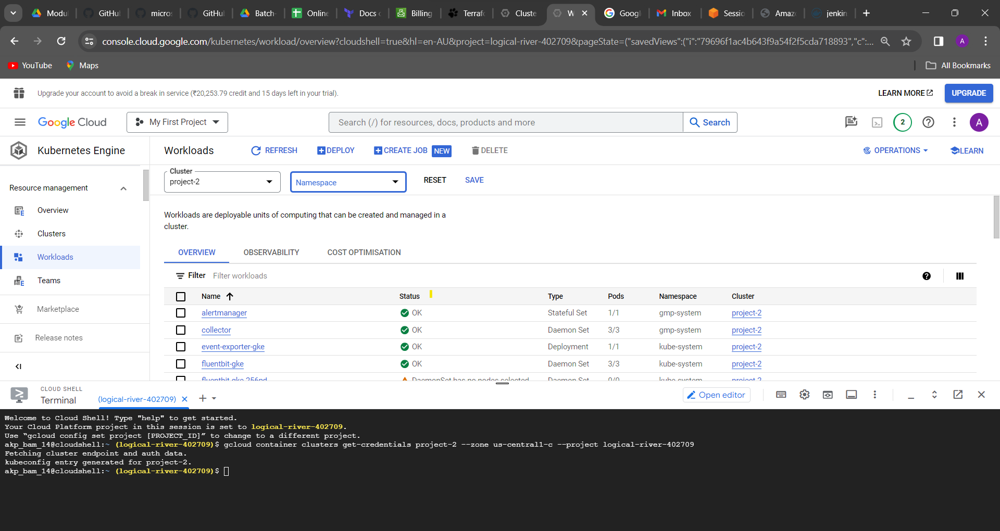 Modu GitHu micros GitHu Batch- Online Docs Billing Terraf Cluste W Googl Inbox Sessio Amaz jenkin
console.cloud.google.com/kubernetes/workload/overview?cloudshell=true&hl=en-AU&project=logical-river-402709&pageState=("savedViews":("i":"79696f1ac4b643f9a54f2f5cda718893","c":... A
YouTube Maps All Bookmarks
Upgrade your account to avoid a break in service (₹20,253.79 credit and 15 days left in your trial). LEARN MORE UPGRADE
Google Cloud My First Project Search (/) for resources, docs, products and more Search 2 A
Kubernetes Engine Workloads REFRESH DEPLOY CREATE JOB NEW DELETE OPERATIONS LEARN
Cluster
project-2 Namespace RESET SAVE
Resource management
Overview
Clusters
Workloads
Teams
Marketplace
Release notes
Workloads are deployable units of computing that can be created and managed in a
cluster.
OVERVIEW OBSERVABILITY COST OPTIMISATION
Filter Filter workloads
Name Status Type Pods Namespace Cluster
alertmanager OK Stateful Set 1/1 gmp-system project-2
collector OK Daemon Set 3/3 gmp-system project-2
event-exporter-gke OK Deployment 1/1 kube-system project-2
fluentbit-gke OK Daemon Set 3/3 kube-system project-2
fluentbit-gke-256pd DaemonSet has no nodes selected Daemon Set 0/0 kube-system project-2
CLOUD SHELL
Terminal (logical-river-402709) Open editor
Welcome to Cloud Shell! Type "help" to get started.
Your Cloud Platform project in this session is set to logical-river-402709.
Use “gcloud config set project [PROJECT_ID]” to change to a different project.
akp_bam_14@cloudshell:~ (logical-river-402709)$ gcloud container clusters get-credentials project-2 --zone us-central1-c --project logical-river-402709
Fetching cluster endpoint and auth data.
kubeconfig entry generated for project-2.
akp_bam_14@cloudshell:~ (logical-river-402709)$